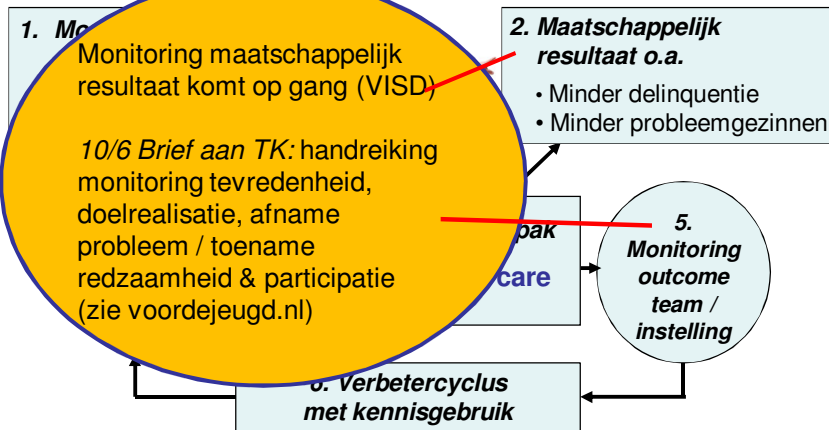 1. Mo
Monitoring maatschappelijk
resultaat komt op gang (VISD)
10/6 Brief aan TK: handreiking
monitoring tevredenheid,
doelrealisatie, afname
probleem / toename
redzaamheid & participatie
(zie voordejeugd.nl)
2. Maatschappelijk
resultaat o.a.
• Minder delinquentie
• Minder probleemgezinnen
pak
care
5.
Monitoring
outcome
team /
instelling
Verbetercyclus
met kennisgebruik